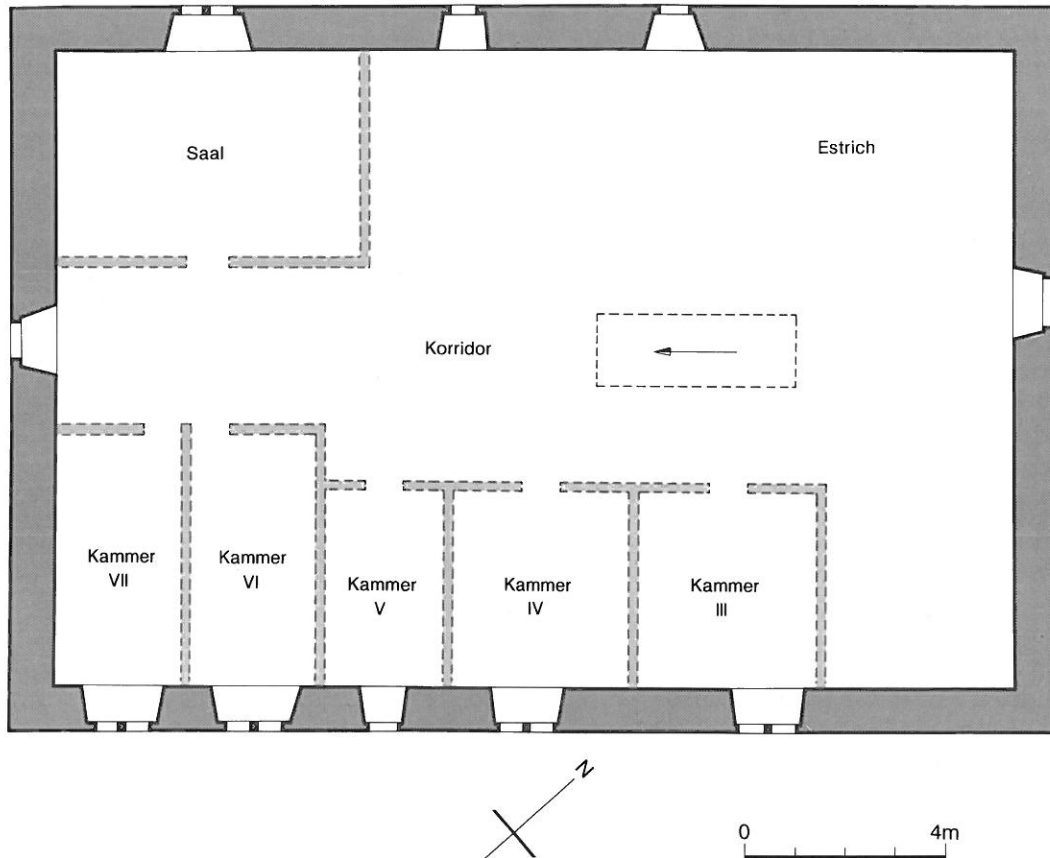 Saal
Estrich
Korridor
Kammer
VII
Kammer
VI
Kammer
V
Kammer
IV
Kammer
III
N
0 4m